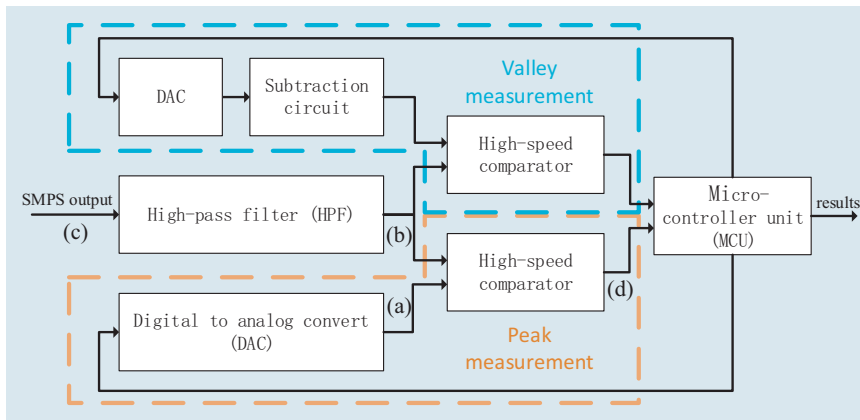 DAC
Subtraction
circuit
Valley
measurement
High-speed
comparator
SMPS output
(c)
High-pass filter (HPF)
(b)
Micro-
controller unit
(MCU)
results
High-speed
comparator
(d)
(a)
Digital to analog convert
(DAC)
Peak
measurement